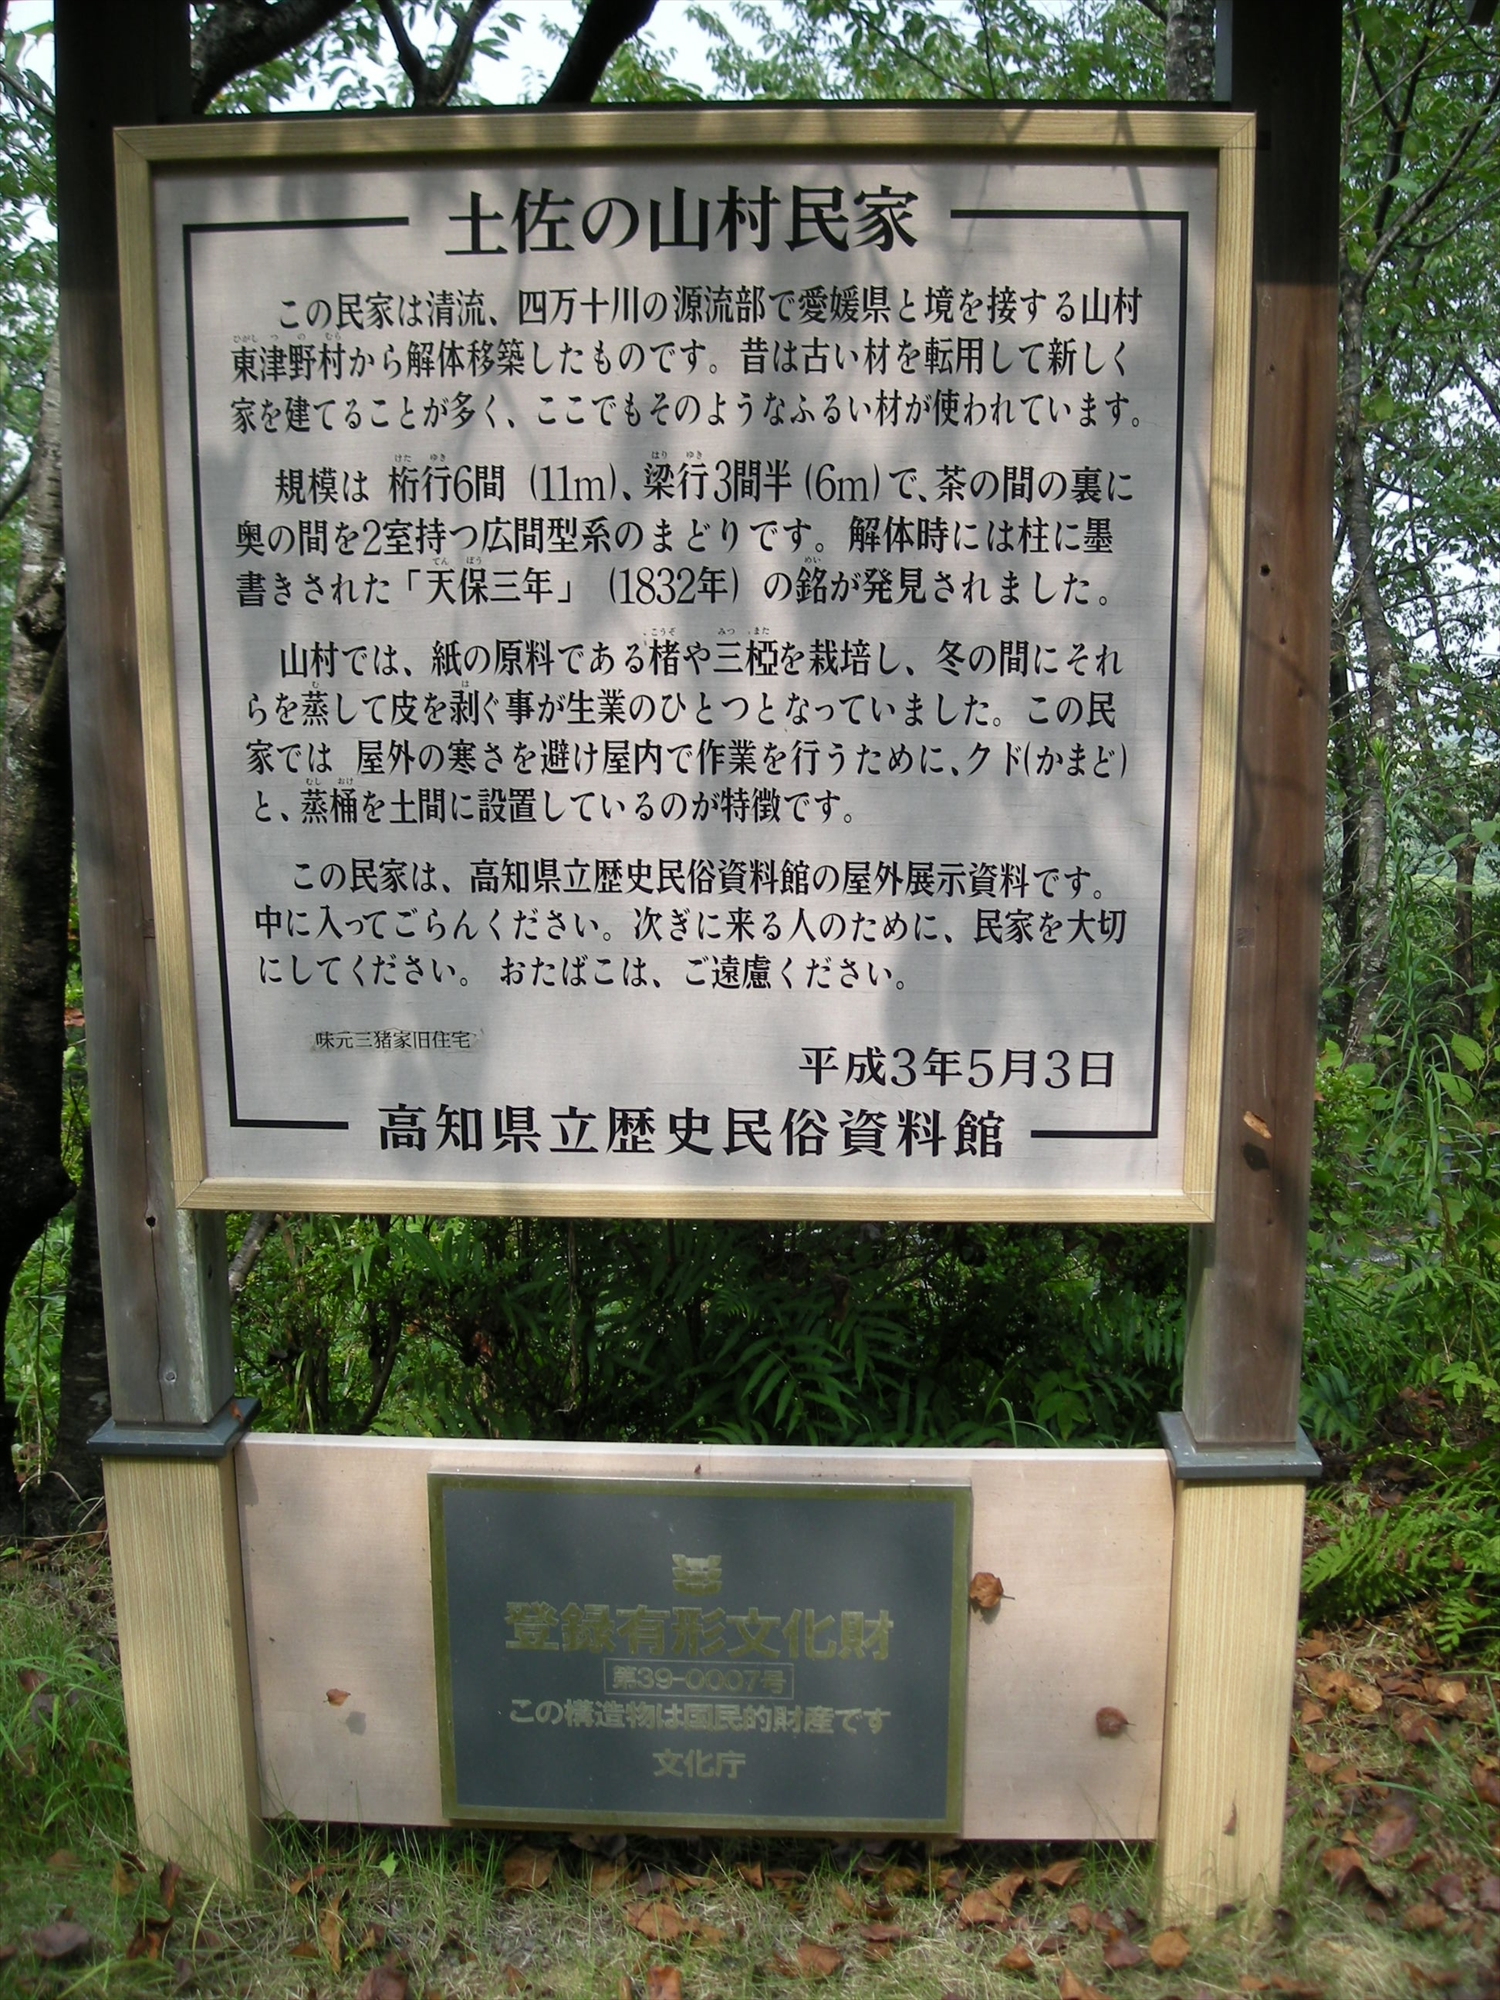 土佐の山村民家
この民家は清流、四万十川の源流部で愛媛県と境を接する山村
東津野村から解体移築したものです。昔は古い材を転用して新しく
家を建てることが多く、ここでもそのようなふるい材が使われています。
規模は 桁行6間 (11m)、梁行3間半(6m)で、茶の間の裏に
奥の間を2室持つ広間型系のまどりです。解体時には柱に墨
書きされた「天保三年」(1832年)の銘が発見されました。
山村では、紙の原料である楮や三椏を栽培し、冬の間にそれ
らを蒸して皮を剥ぐ事が生業のひとつとなっていました。この民
家では 屋外の寒さを避け屋内で作業を行うために、クド(かまど)
と、蒸桶を土間に設置しているのが特徴です。
この民家は、高知県立歴史民俗資料館の屋外展示資料です。
中に入ってごらんください。次ぎに来る人のために、民家を大切
にしてください。 おたばこは、ご遠慮ください。
味元三猪家旧住宅
平成3年5月3日
高知県立歴史民俗資料館
登録有形文化財
第39-0007号
この構造物は国民的財産です
文化庁